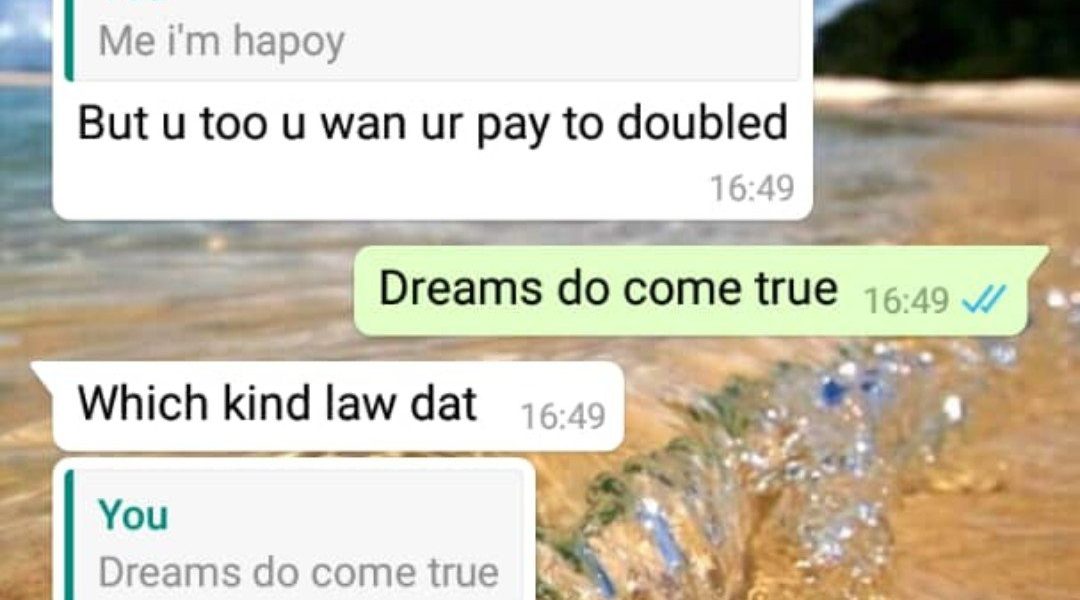 Me i'm hapoy
But u too u wan ur pay to doubled
16:49
Dreams do come true 16:49
Which kind law dat 16:49
You
Dreams do come true